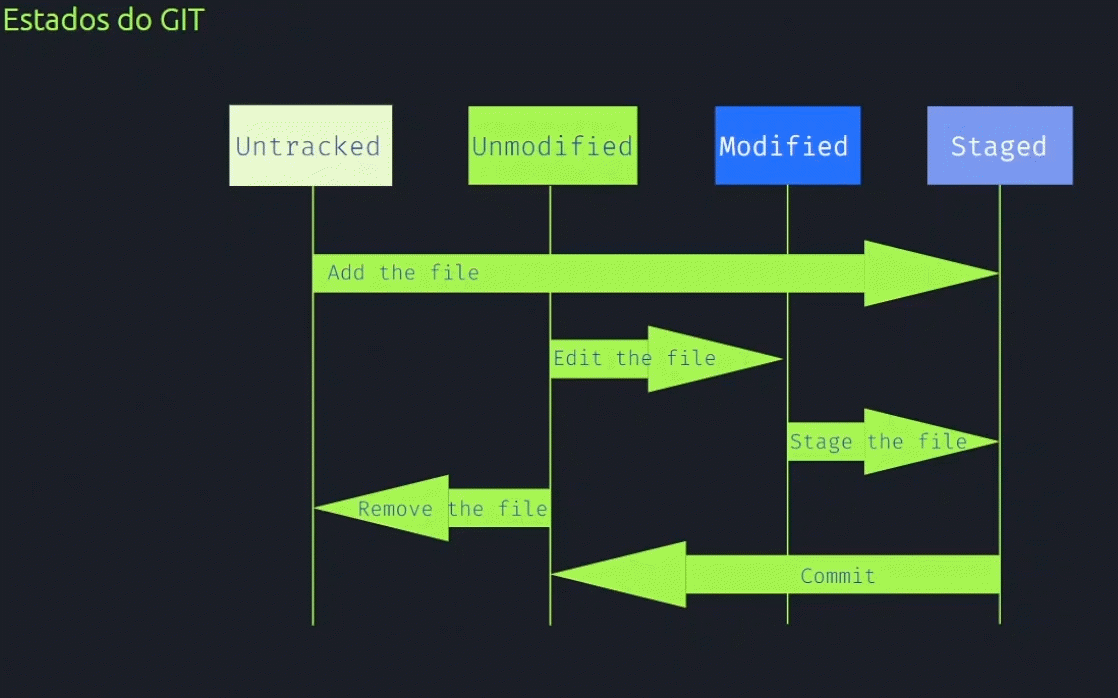 Estados do GIT
Untracked
Unmodified
Modified
Staged
Add the file
Edit the file
Stage the file
Remove the file
Commit